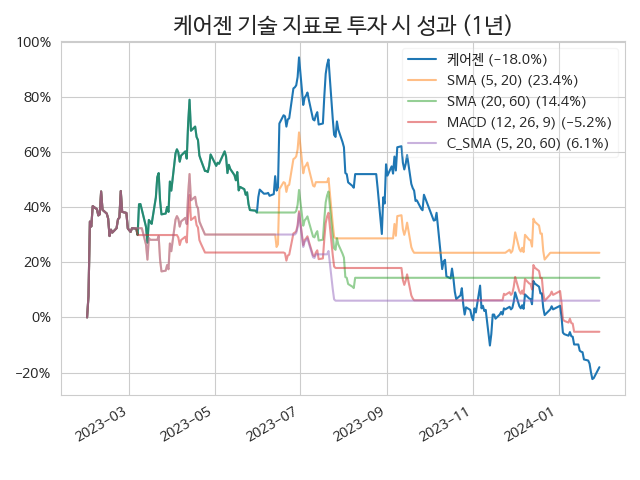 케어젠 기술 지표로 투자 시 성과 (1년)
100%
80%
60%
40%
20%
0%
−20%
케어젠 (−18.0%)
SMA (5, 20) (23.4%)
SMA (20, 60) (14.4%)
MACD (12, 26, 9) (−5.2%)
C_SMA (5, 20, 60) (6.1%)
2023−03
2023−05
2023−07
2023−09
2023−11
2024−01